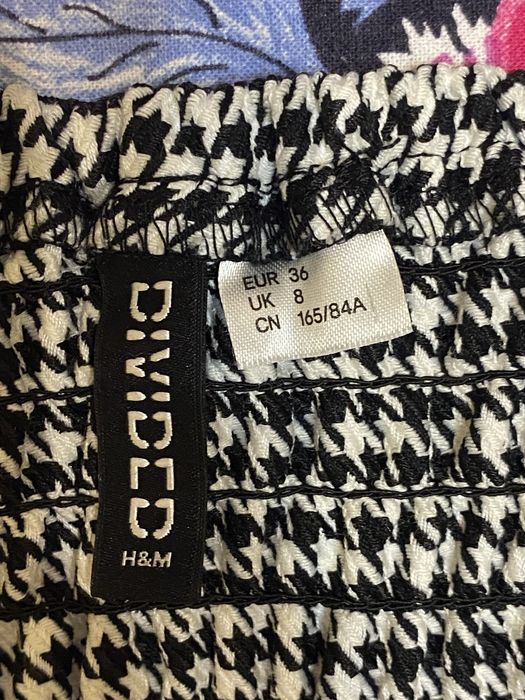 DIVIDED
H&M
EUR 36
UK 8
CN 165/84A